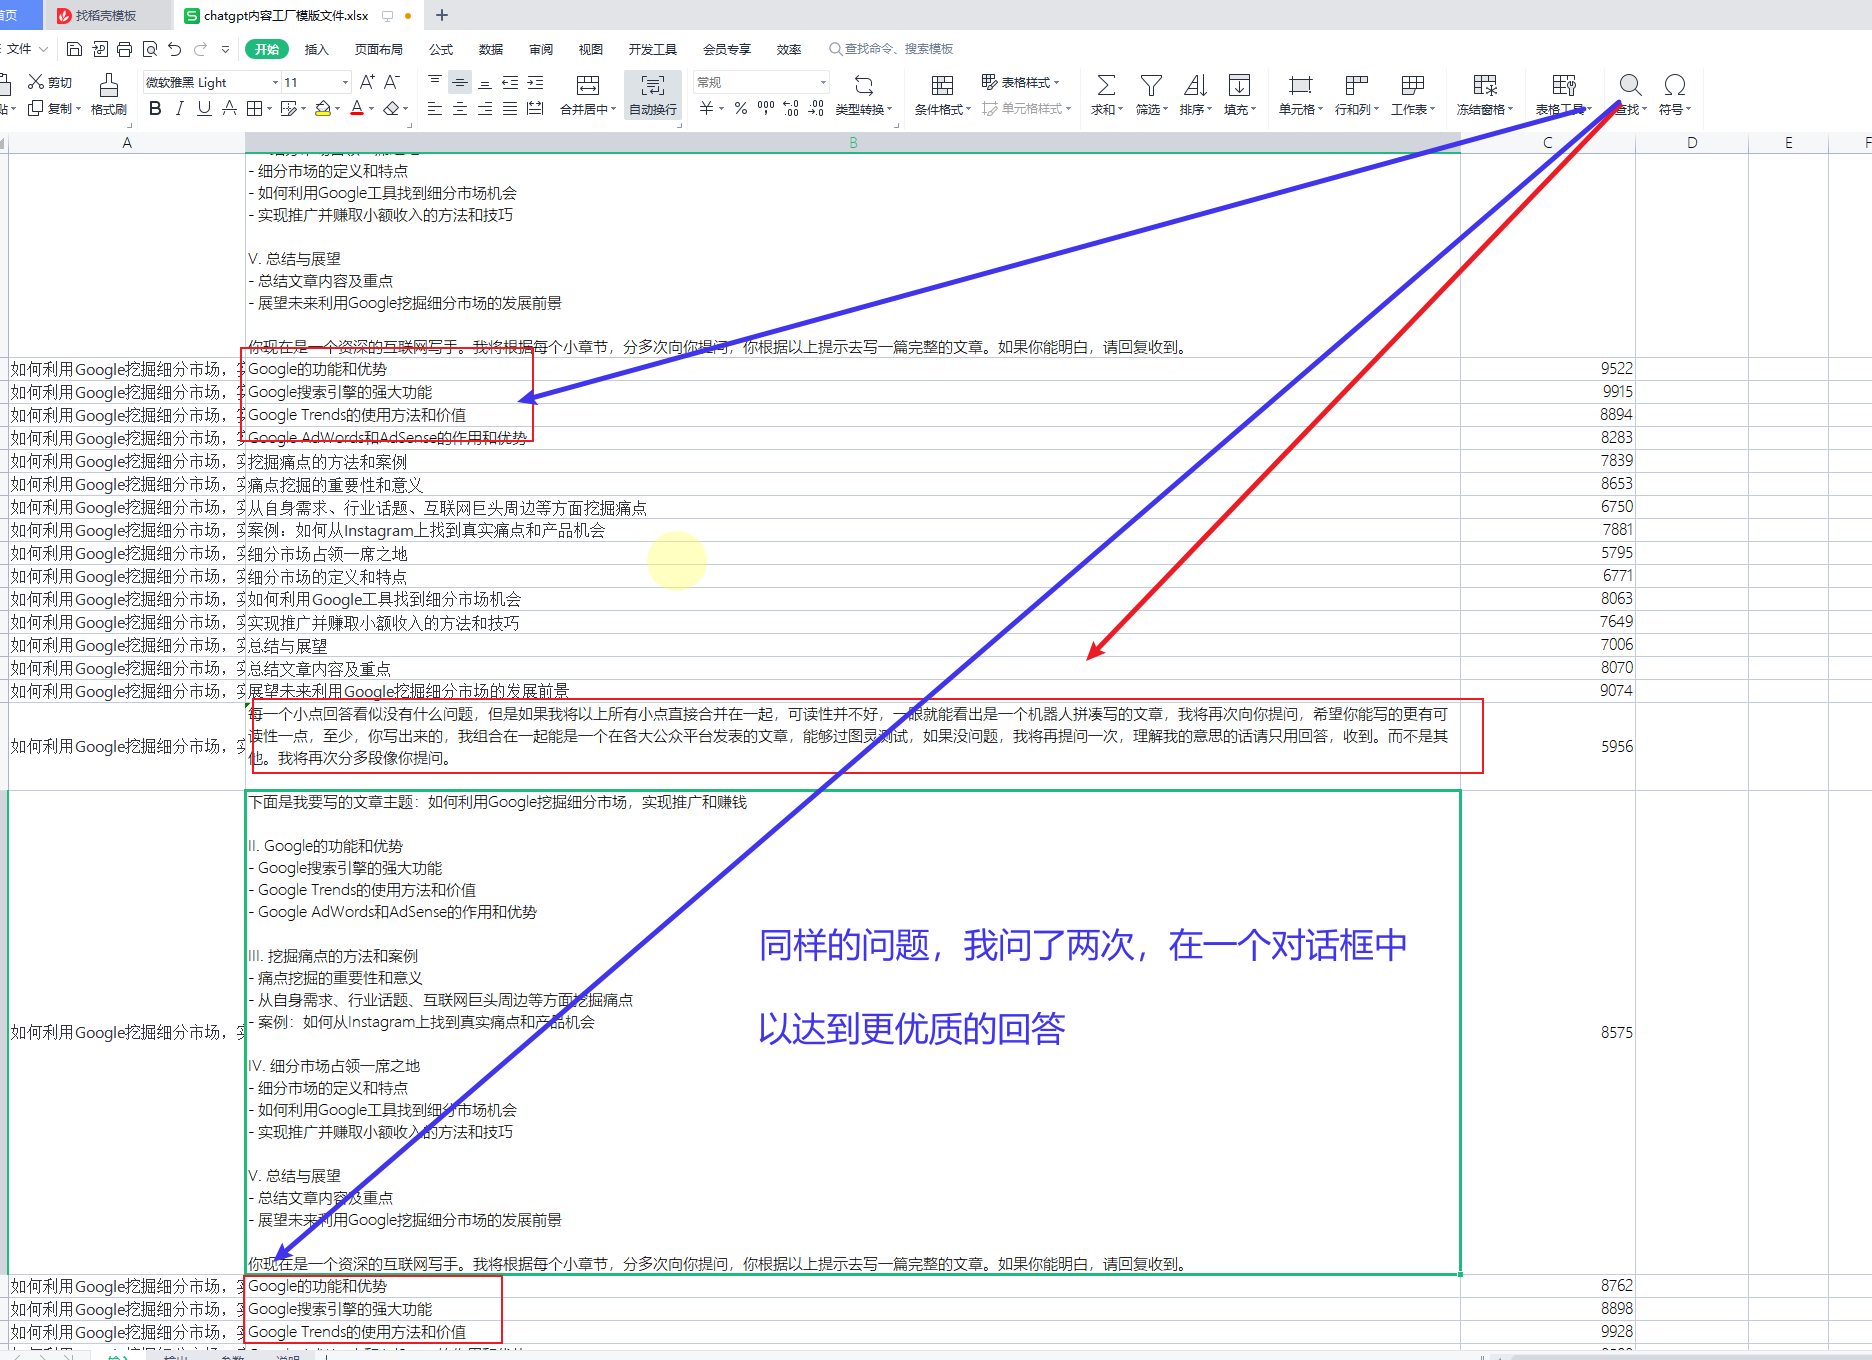 首页
找稻壳模板
chatgpt内容工厂模版文件.xlsx
文件
开始
插入
页面布局
公式
数据
审阅
视图
开发工具
会员专享
效率
查找命令、搜索模板
剪切
复制
格式刷
微软雅黑 Light
11
合并居中
自动换行
常规
类型转换
条件格式
表格样式
单元格样式
求和
筛选
排序
填充
单元格
行和列
工作表
冻结窗格
表格工具
查找
符号
A
B
C
D
E
F
- 细分市场的定义和特点
- 如何利用Google工具找到细分市场机会
- 实现推广并赚取小额收入的方法和技巧
V. 总结与展望
- 总结文章内容及重点
- 展望未来利用Google挖掘细分市场的发展前景
你现在是一个资深的互联网写手。我将根据每个小章节，分多次向你提问，你根据以上提示去写一篇完整的文章。如果你能明白，请回复收到。
如何利用Google挖掘细分市场， Google的功能和优势 9522
如何利用Google挖掘细分市场， Google搜索引擎的强大功能 9915
如何利用Google挖掘细分市场， Google Trends的使用方法和价值 8894
如何利用Google挖掘细分市场， Google AdWords和AdSense的作用和优势 8283
如何利用Google挖掘细分市场， 挖掘痛点的方法和案例 7839
如何利用Google挖掘细分市场， 痛点挖掘的重要性和意义 8653
如何利用Google挖掘细分市场， 从自身需求、行业话题、互联网巨头周边等方面挖掘痛点 6750
如何利用Google挖掘细分市场， 案例：如何从Instagram上找到真实痛点和产品机会 7881
如何利用Google挖掘细分市场， 细分市场占领一席之地 5795
如何利用Google挖掘细分市场， 细分市场的定义和特点 6771
如何利用Google挖掘细分市场， 如何利用Google工具找到细分市场机会 8063
如何利用Google挖掘细分市场， 实现推广并赚取小额收入的方法和技巧 7649
如何利用Google挖掘细分市场， 总结与展望 7006
如何利用Google挖掘细分市场， 总结文章内容及重点 8070
如何利用Google挖掘细分市场， 展望未来利用Google挖掘细分市场的发展前景 9074
每一个小点回答看似没有什么问题，但是如果我将以上所有小点直接合并在一起，可读性并不好，一眼就能看出是一个机器人拼凑写的文章，我将再次向你提问，希望你能写的更有可
读性一点，至少，你写出来的，我组合在一起能是一个在各大公众平台发表的文章，能够过图灵测试，如果没问题，我将再提问一次，理解我的意思的话请只用回答，收到。而不是其
他。我将再次分多段像你提问。
如何利用Google挖掘细分市场， 5956
下面是我要写的文章主题：如何利用Google挖掘细分市场，实现推广和赚钱
II. Google的功能和优势
- Google搜索引擎的强大功能
- Google Trends的使用方法和价值
- Google AdWords和AdSense的作用和优势
III. 挖掘痛点的方法和案例
- 痛点挖掘的重要性和意义
- 从自身需求、行业话题、互联网巨头周边等方面挖掘痛点
- 案例：如何从Instagram上找到真实痛点和产品机会
如何利用Google挖掘细分市场， 8575
IV. 细分市场占领一席之地
- 细分市场的定义和特点
- 如何利用Google工具找到细分市场机会
- 实现推广并赚取小额收入的方法和技巧
V. 总结与展望
- 总结文章内容及重点
- 展望未来利用Google挖掘细分市场的发展前景
你现在是一个资深的互联网写手。我将根据每个小章节，分多次向你提问，你根据以上提示去写一篇完整的文章。如果你能明白，请回复收到。
同样的问题，我问了两次，在一个对话框中
以达到更优质的回答
如何利用Google挖掘细分市场， Google的功能和优势 8762
如何利用Google挖掘细分市场， Google搜索引擎的强大功能 8898
如何利用Google挖掘细分市场， Google Trends的使用方法和价值 9928